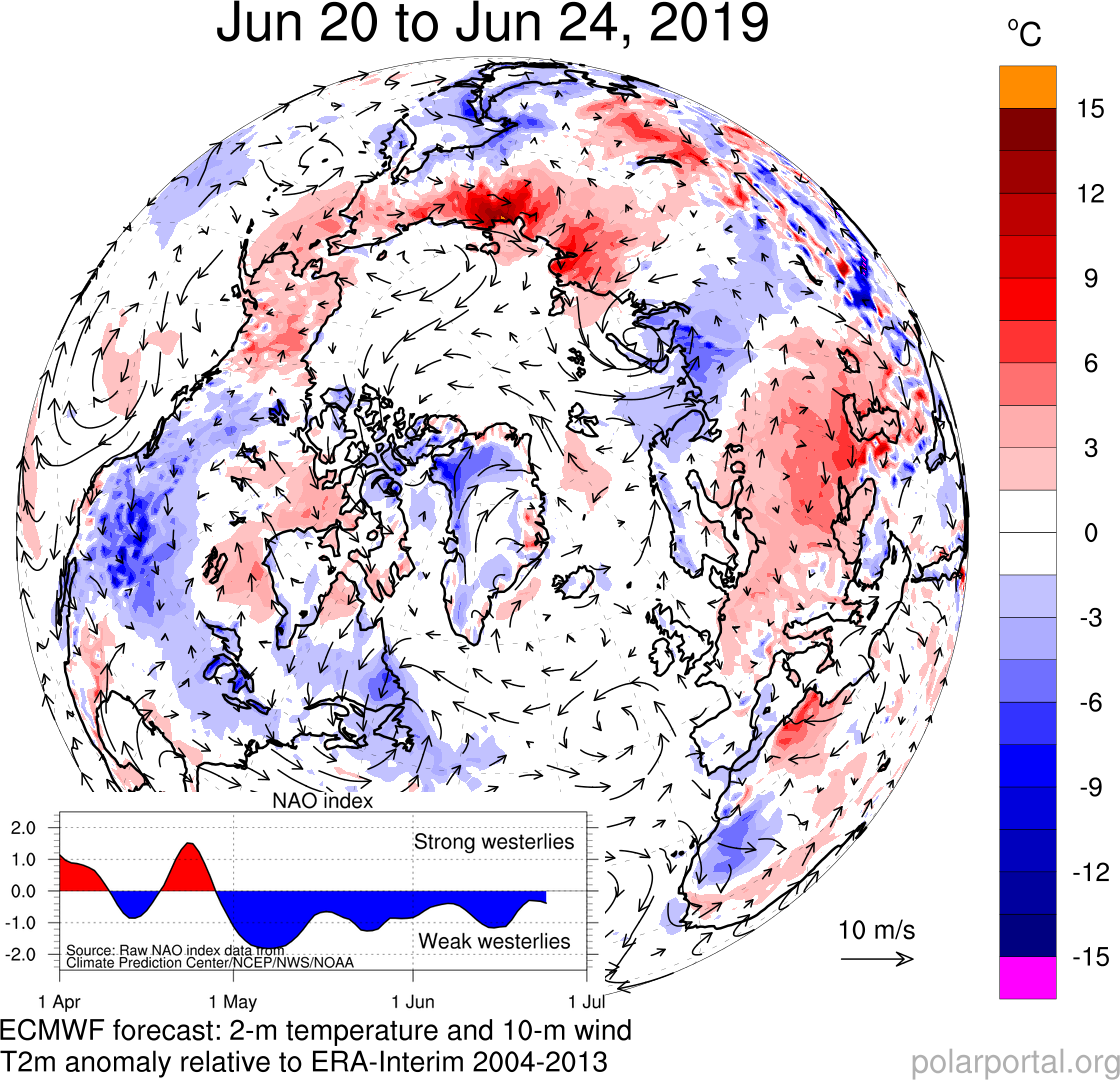 Jun 20 to Jun 24, 2019
oC
15
12
9
6
3
0
-3
-6
-9
-12
-15
10 m/s
NAO index
2.0
1.0
0.0
-1.0
-2.0
Strong westerlies
Weak westerlies
Source: Raw NAO index data from
Climate Prediction Center/NCEP/NWS/NOAA
1 Apr
1 May
1 Jun
1 Jul
ECMWF forecast: 2-m temperature and 10-m wind
T2m anomaly relative to ERA-Interim 2004-2013
polarportal.org